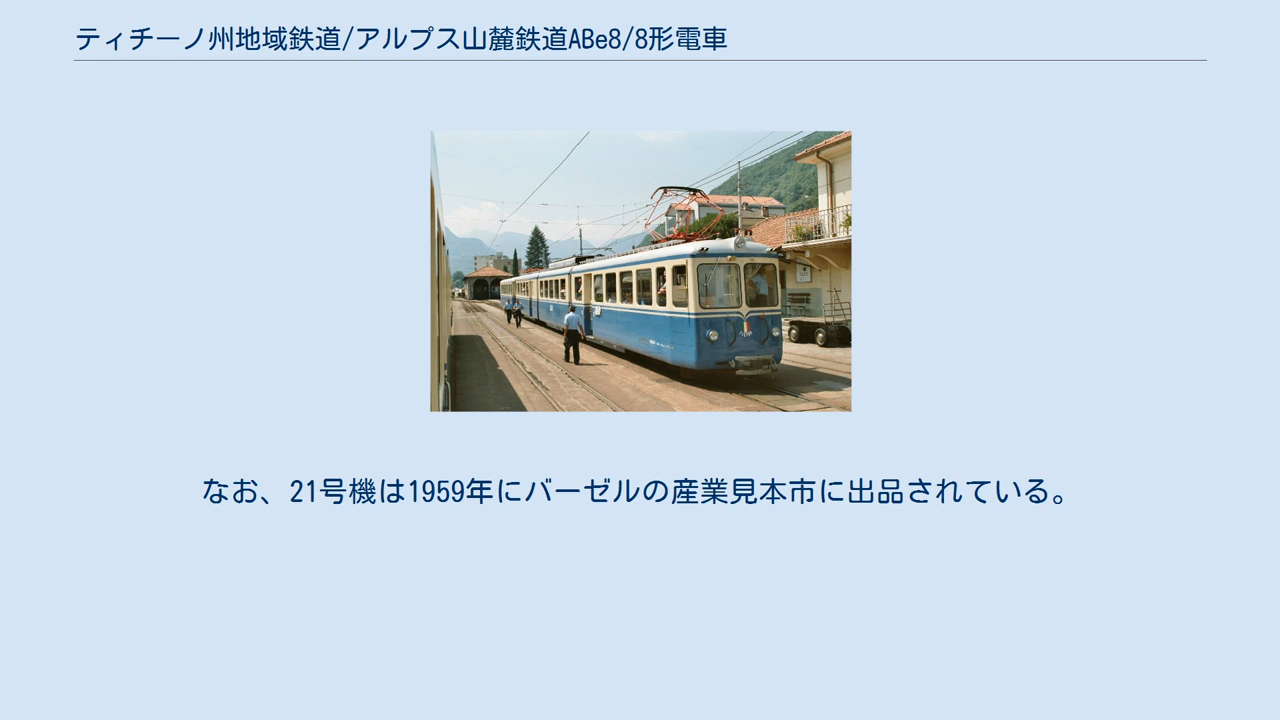 ティチーノ州地域鉄道/アルプス山麓鉄道ABe8/8形電車
なお、21号機は1959年にバーゼルの産業見本市に出品されている。